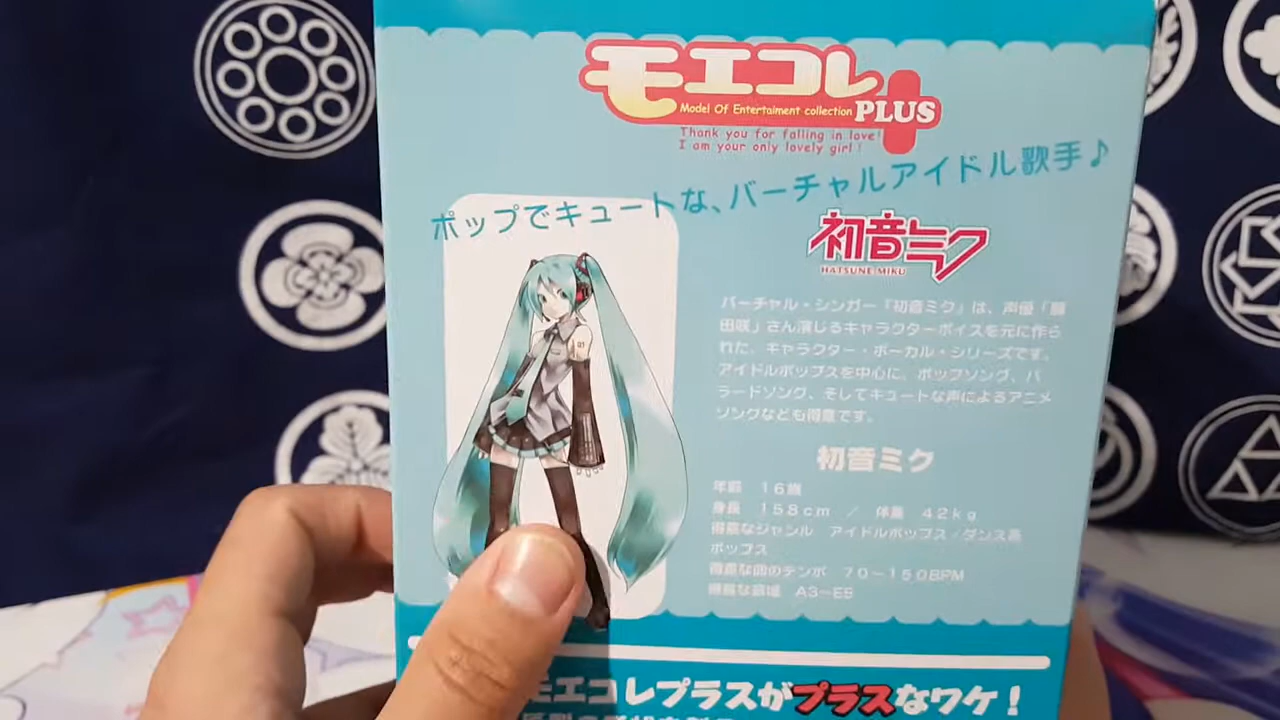 モエコレ
Model Of Entertaiment collection PLUS
Thank you for falling in love!
I am your only lovely girl!
ポップでキュートな、バーチャルアイドル歌手♪
初音ミク
HATSUNE MIKU
バーチャル・シンガー『初音ミク』は、声優「藤
田咲」さん演じるキャラクターボイスを元に作ら
れた、キャラクター・ボーカル・シリーズです。
アイドルポップスを中心に、ポップソング、バ
ラードソング、そしてキュートな声によるアニメ
ソングなども得意です。
初音ミク
年齢 16歳
身長 158cm / 体重 42kg
得意なジャンル アイドルポップス/ダンス系
ポップス
得意な曲のテンポ 70-150BPM
得意な音域 A3-E5
モエコレプラスがプラスなワケ!